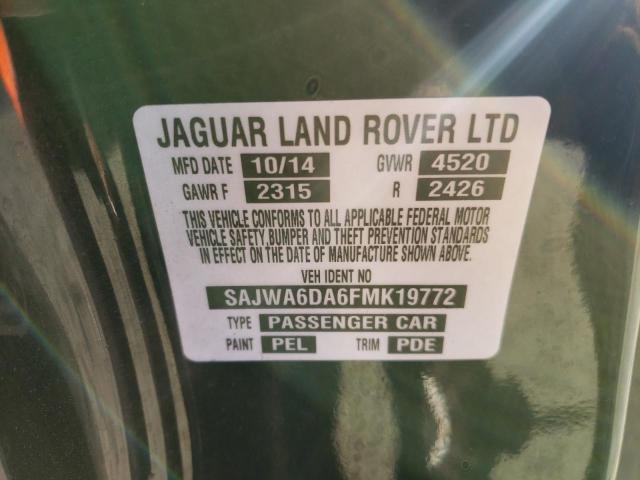 JAGUAR LAND ROVER LTD
MFD DATE 10/14 GVWR 4520
GAWR F 2315 R 2426
THIS VEHICLE CONFORMS TO ALL APPLICABLE FEDERAL MOTOR
VEHICLE SAFETY, BUMPER AND THEFT PREVENTION STANDARDS
IN EFFECT ON THE DATE OF MANUFACTURE SHOWN ABOVE.
VEH IDENT NO
SAJWA6DA6FMK19772
TYPE PASSENGER CAR
PAINT PEL TRIM PDE